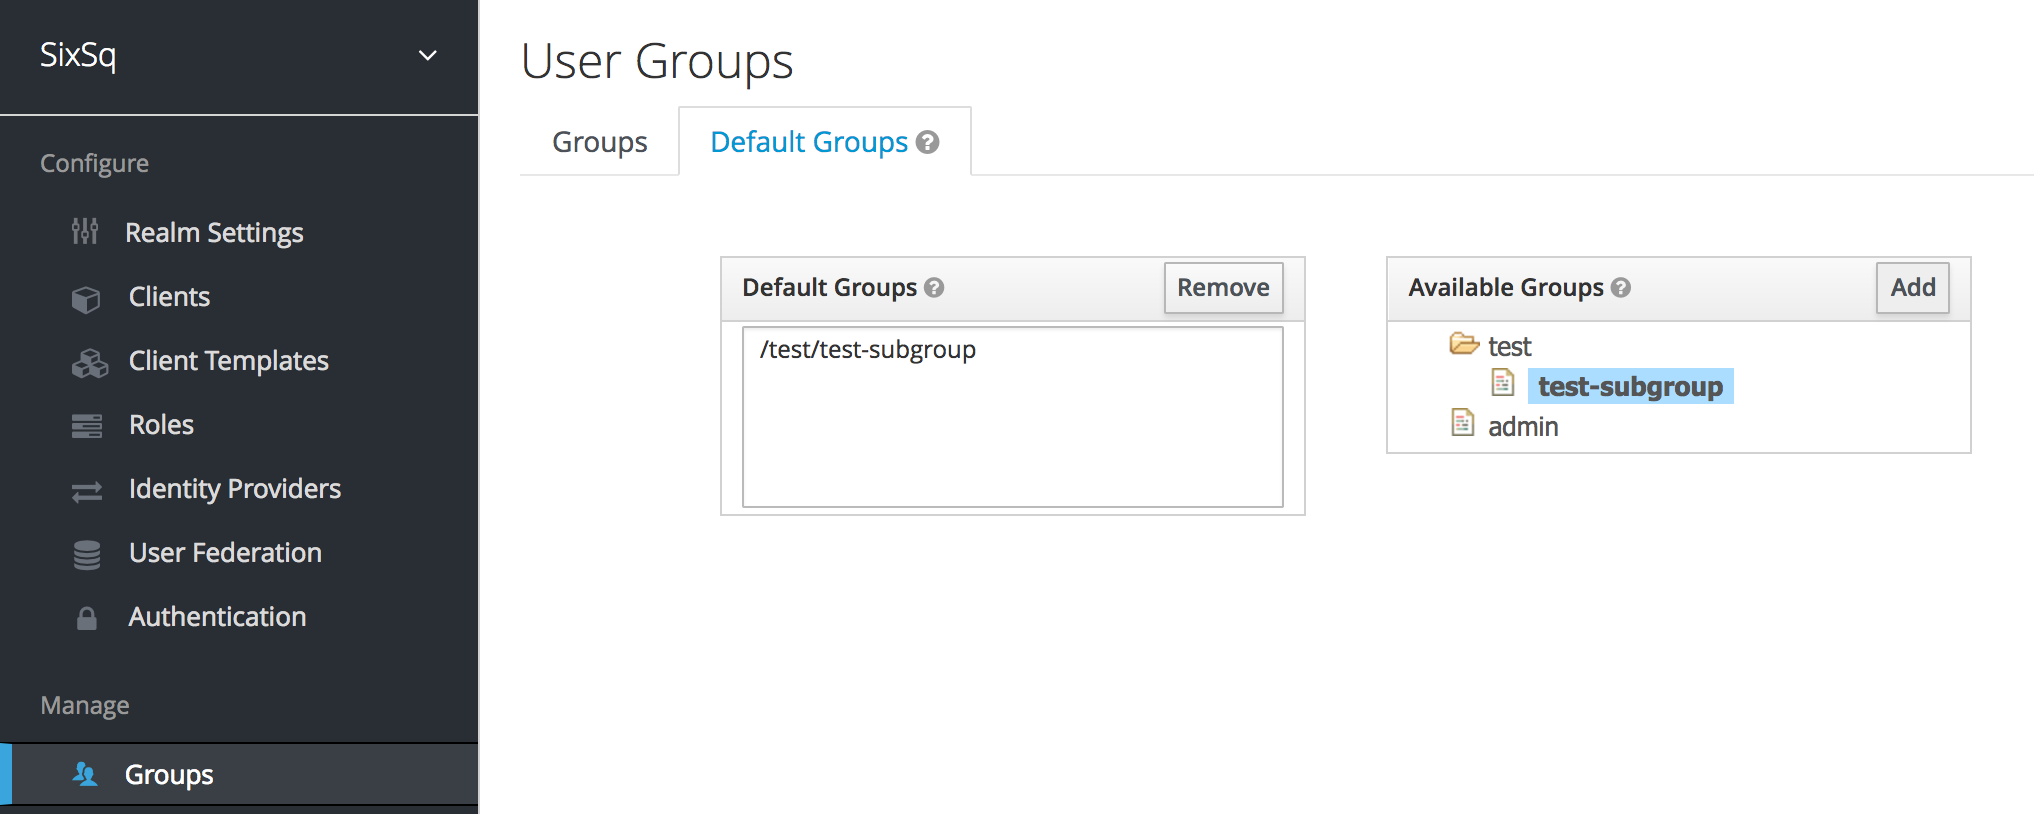 SixSq
Configure
Realm Settings
Clients
Client Templates
Roles
Identity Providers
User Federation
Authentication
Manage
Groups
User Groups
Groups
Default Groups ?
Default Groups ? Remove
/test/test-subgroup
Available Groups ? Add
test
test-subgroup
admin